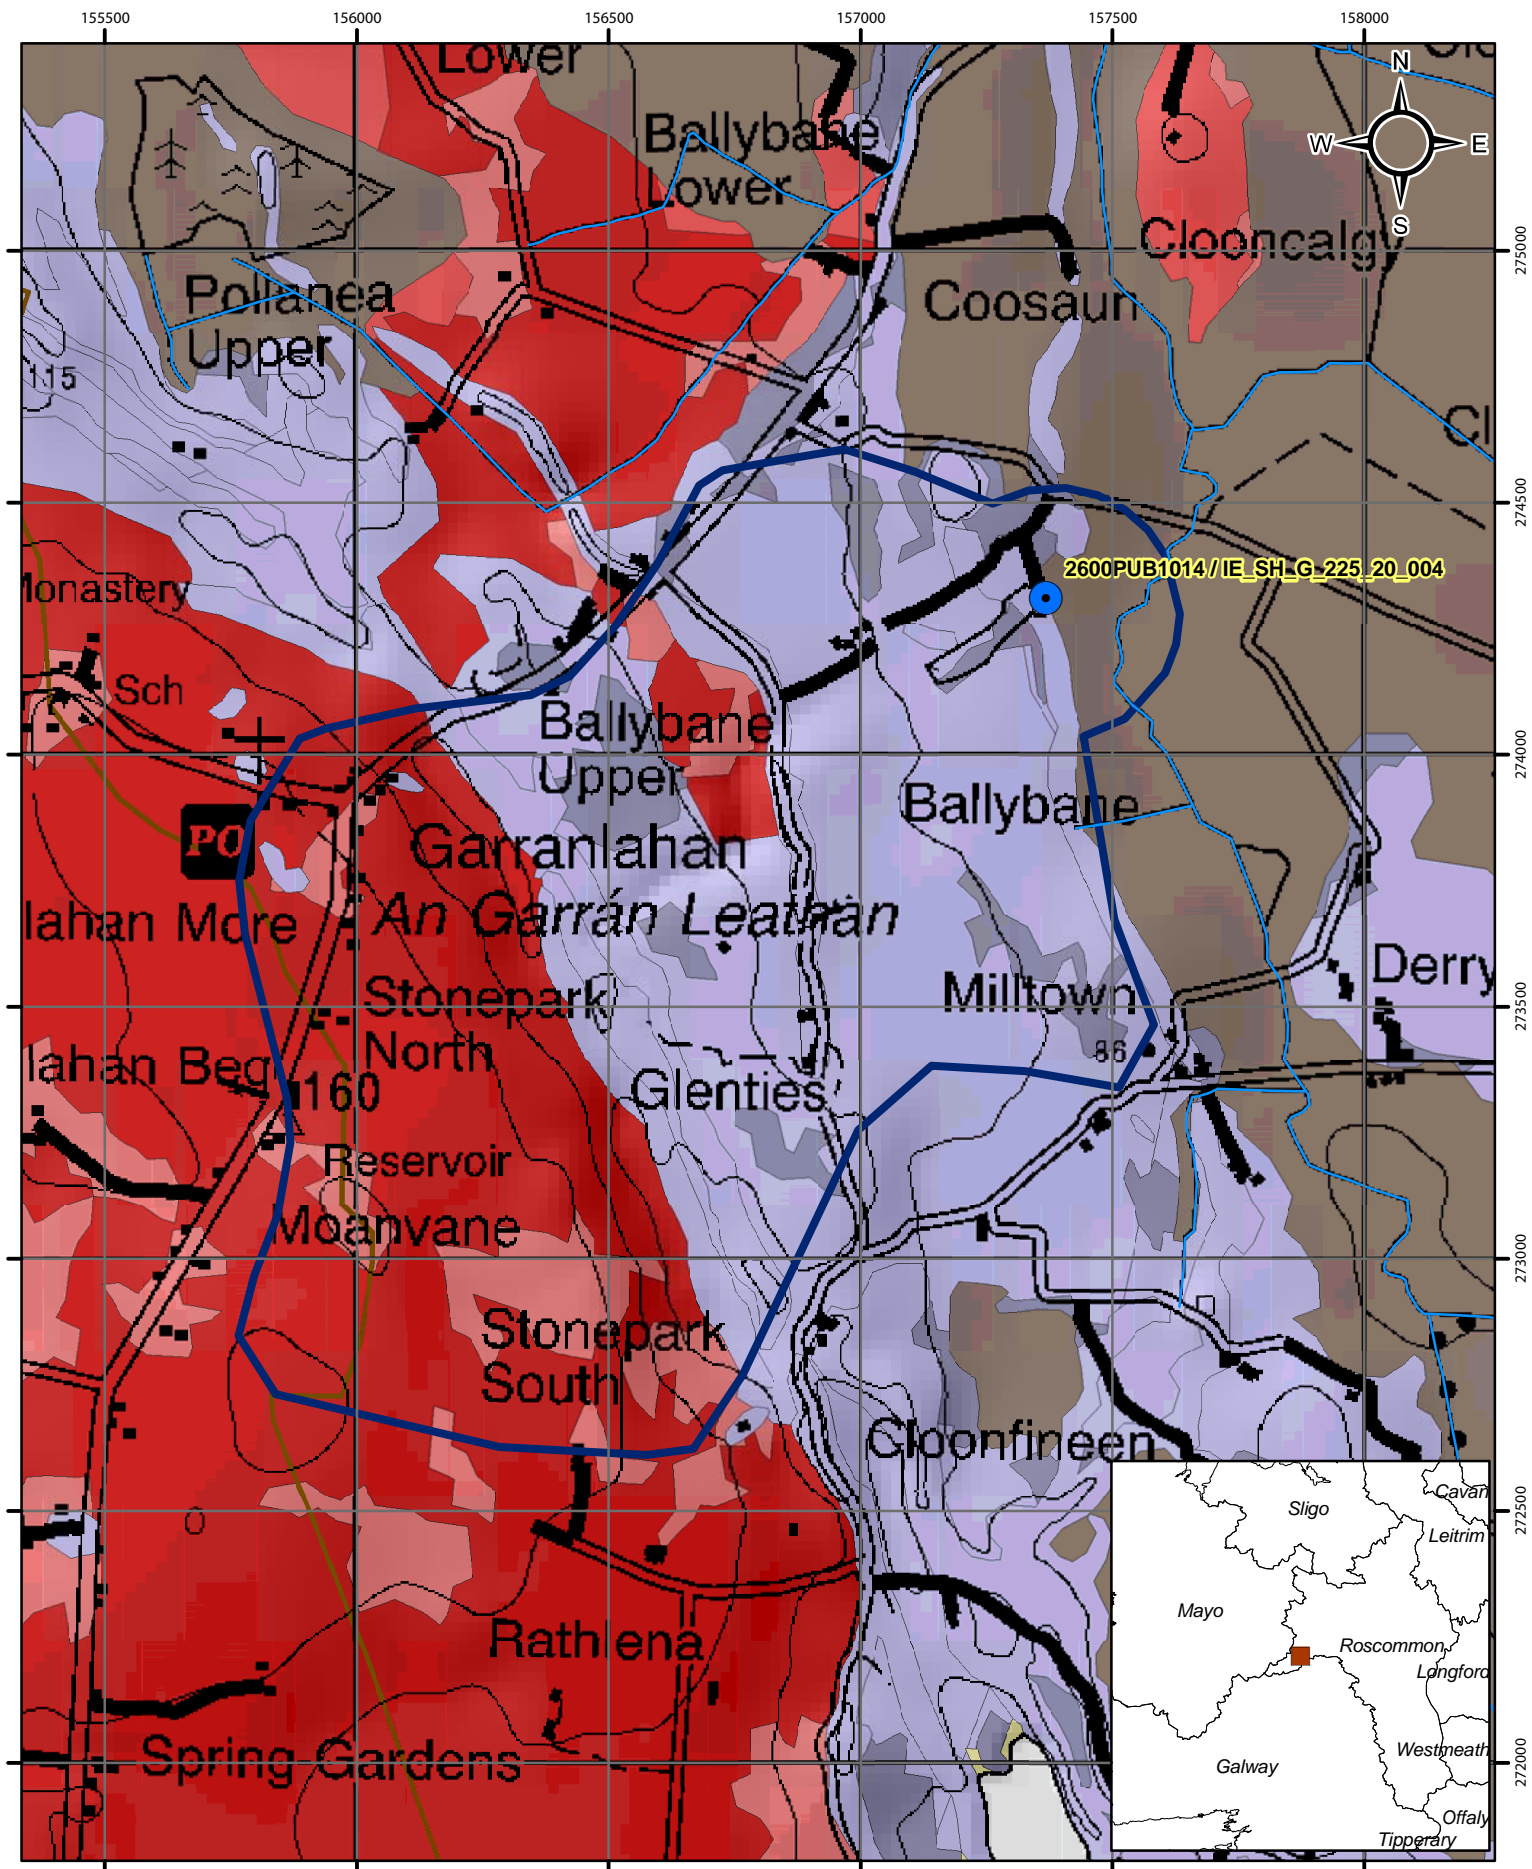 155500 156000 156500 157000 157500 158000
Lower
N
W E
S
Ballybane
Lower
Clooncalgy
275000
Pollanea
Upper
Coosaun
115
Cl
274500
2600PUB1014 / IE_SH_G_225_20_004
Monastery
Sch
Ballybane
Upper
274000
Ballybane
PO
Garranlahan
An Garrán Leathan
lahan More
Derry
Stonepark
North
Milltown
273500
86
lahan Beg
160
Glenties
Reservoir
Moanvane
273000
Stonepark
South
Cloonfineen
272500
Rathlena
Spring Gardens
272000
Cavan
Sligo
Leitrim
Mayo
Roscommon
Longford
Westmeath
Galway
Offaly
Tipperary